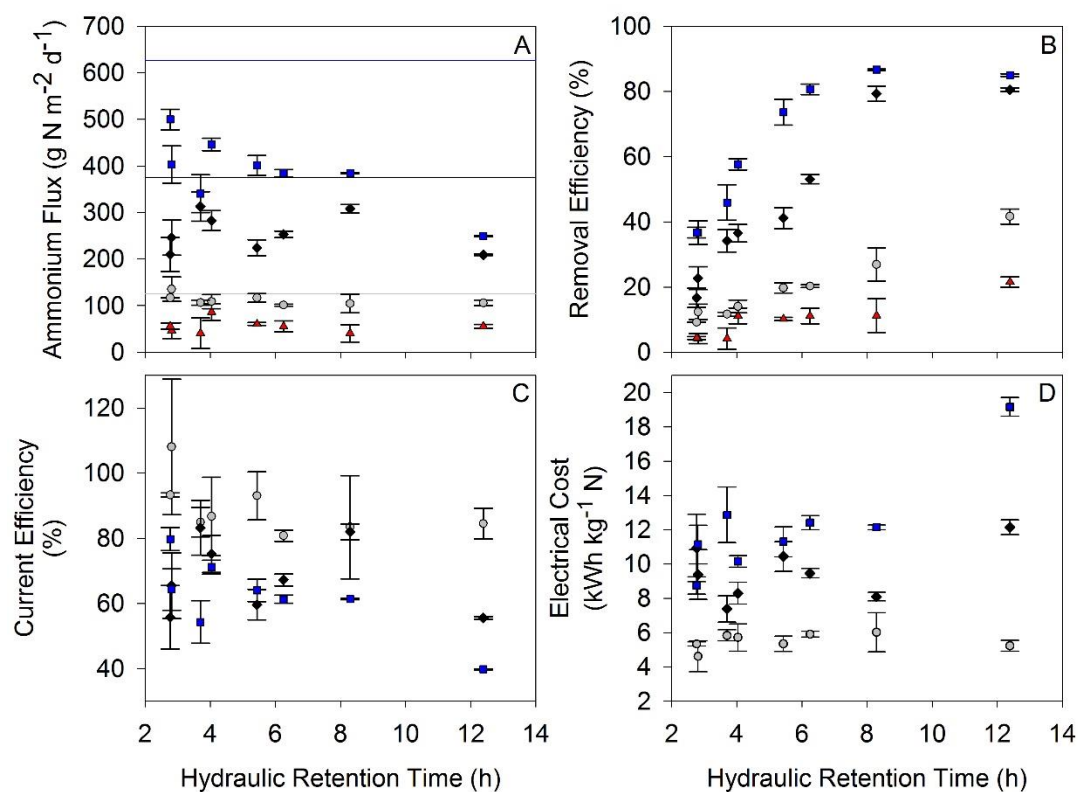 A
700
600
500
400
300
200
100
0
Ammonium Flux (g N m⁻² d⁻¹)
B
100
80
60
40
20
0
Removal Efficiency (%)
C
120
100
80
60
40
Current Efficiency
(%)
2 4 6 8 10 12 14
Hydraulic Retention Time (h)
D
20
18
16
14
12
10
8
6
4
2
Electrical Cost
(kWh kg⁻¹ N)
2 4 6 8 10 12 14
Hydraulic Retention Time (h)